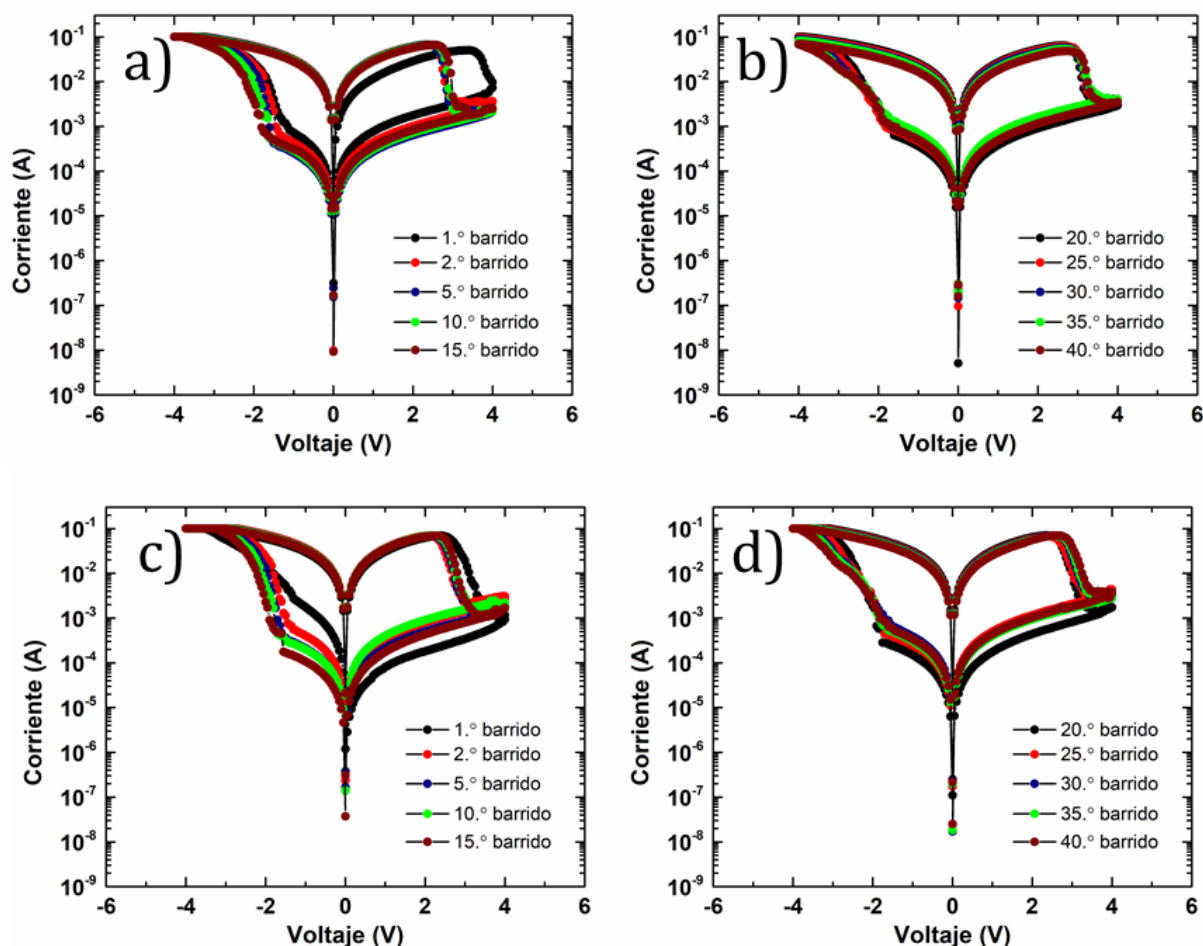 a)
Corriente (A)
10⁻¹
10⁻²
10⁻³
10⁻⁴
10⁻⁵
10⁻⁶
10⁻⁷
10⁻⁸
10⁻⁹
1.° barrido
2.° barrido
5.° barrido
10.° barrido
15.° barrido
-6 -4 -2 0 2 4 6
Voltaje (V)
b)
Corriente (A)
10⁻¹
10⁻²
10⁻³
10⁻⁴
10⁻⁵
10⁻⁶
10⁻⁷
10⁻⁸
10⁻⁹
20.° barrido
25.° barrido
30.° barrido
35.° barrido
40.° barrido
-6 -4 -2 0 2 4 6
Voltaje (V)
c)
Corriente (A)
10⁻¹
10⁻²
10⁻³
10⁻⁴
10⁻⁵
10⁻⁶
10⁻⁷
10⁻⁸
10⁻⁹
1.° barrido
2.° barrido
5.° barrido
10.° barrido
15.° barrido
-6 -4 -2 0 2 4 6
Voltaje (V)
d)
Corriente (A)
10⁻¹
10⁻²
10⁻³
10⁻⁴
10⁻⁵
10⁻⁶
10⁻⁷
10⁻⁸
10⁻⁹
20.° barrido
25.° barrido
30.° barrido
35.° barrido
40.° barrido
-6 -4 -2 0 2 4 6
Voltaje (V)